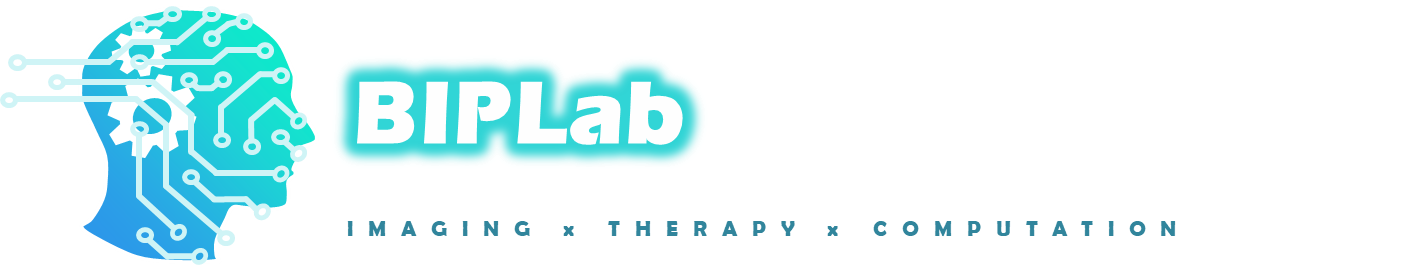 BIPLab
IMAGING x THERAPY x COMPUTATION